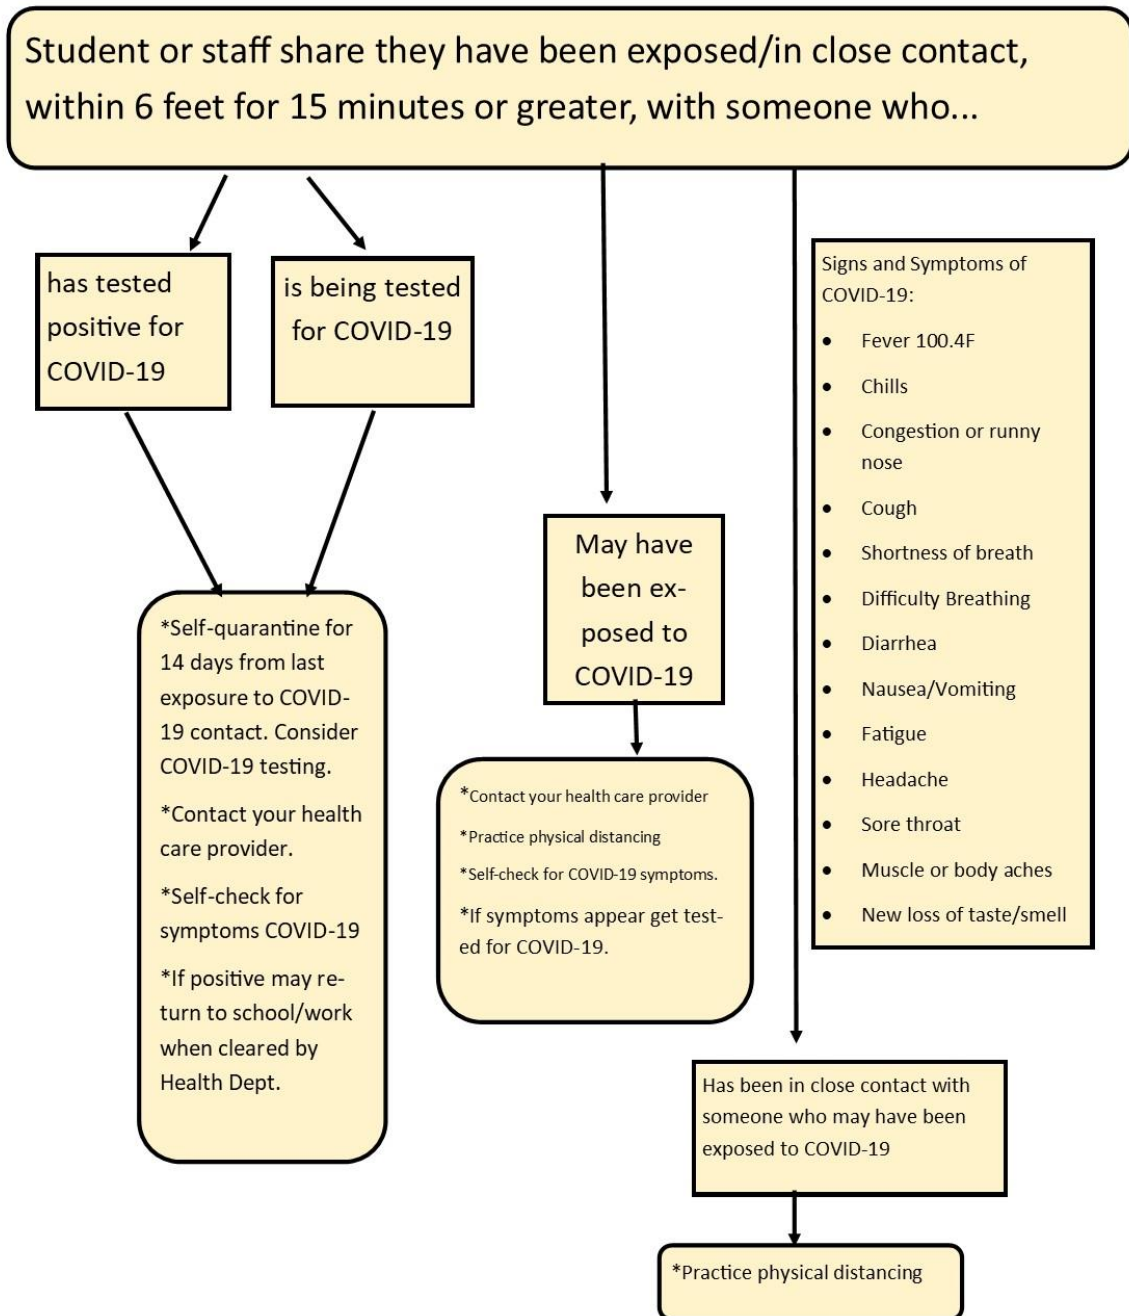 Student or staff share they have been exposed/in close contact,
within 6 feet for 15 minutes or greater, with someone who...
has tested
positive for
COVID-19
is being tested
for COVID-19
*Self-quarantine for
14 days from last
exposure to COVID-
19 contact. Consider
COVID-19 testing.
*Contact your health
care provider.
*Self-check for
symptoms COVID-19
*If positive may re-
turn to school/work
when cleared by
Health Dept.
May have
been ex-
posed to
COVID-19
*Contact your health care provider
*Practice physical distancing
*Self-check for COVID-19 symptoms.
*If symptoms appear get test-
ed for COVID-19.
Signs and Symptoms of
COVID-19:
• Fever 100.4F
• Chills
• Congestion or runny
nose
• Cough
• Shortness of breath
• Difficulty Breathing
• Diarrhea
• Nausea/Vomiting
• Fatigue
• Headache
• Sore throat
• Muscle or body aches
• New loss of taste/smell
Has been in close contact with
someone who may have been
exposed to COVID-19
*Practice physical distancing